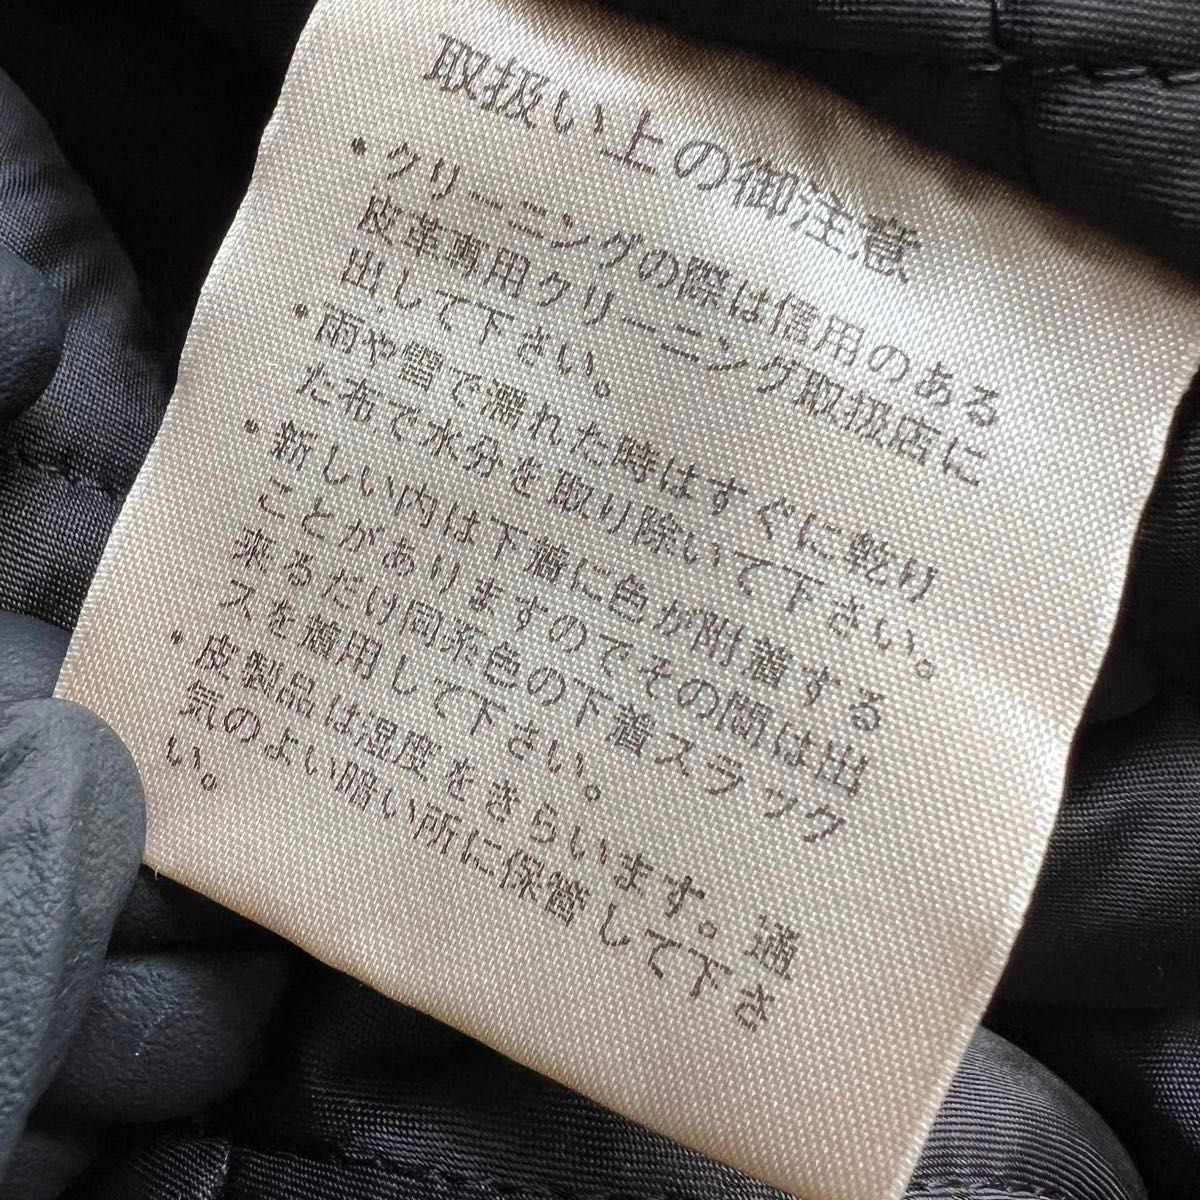 取扱い上の御注意
・クリーニングの際は信用のある
皮革専用クリーニング取扱店に
出して下さい。
・雨や雪で濡れた時はすぐに乾り
た布で水分を取り除いて下さい。
・新しい内は下着に色が附着する
ことがありますのでその間は出
来るだけ同系色の下着スラック
スを着用して下さい。
・皮製品は湿度をきらいます。通
気のよい暗い所に保管して下さ
い。